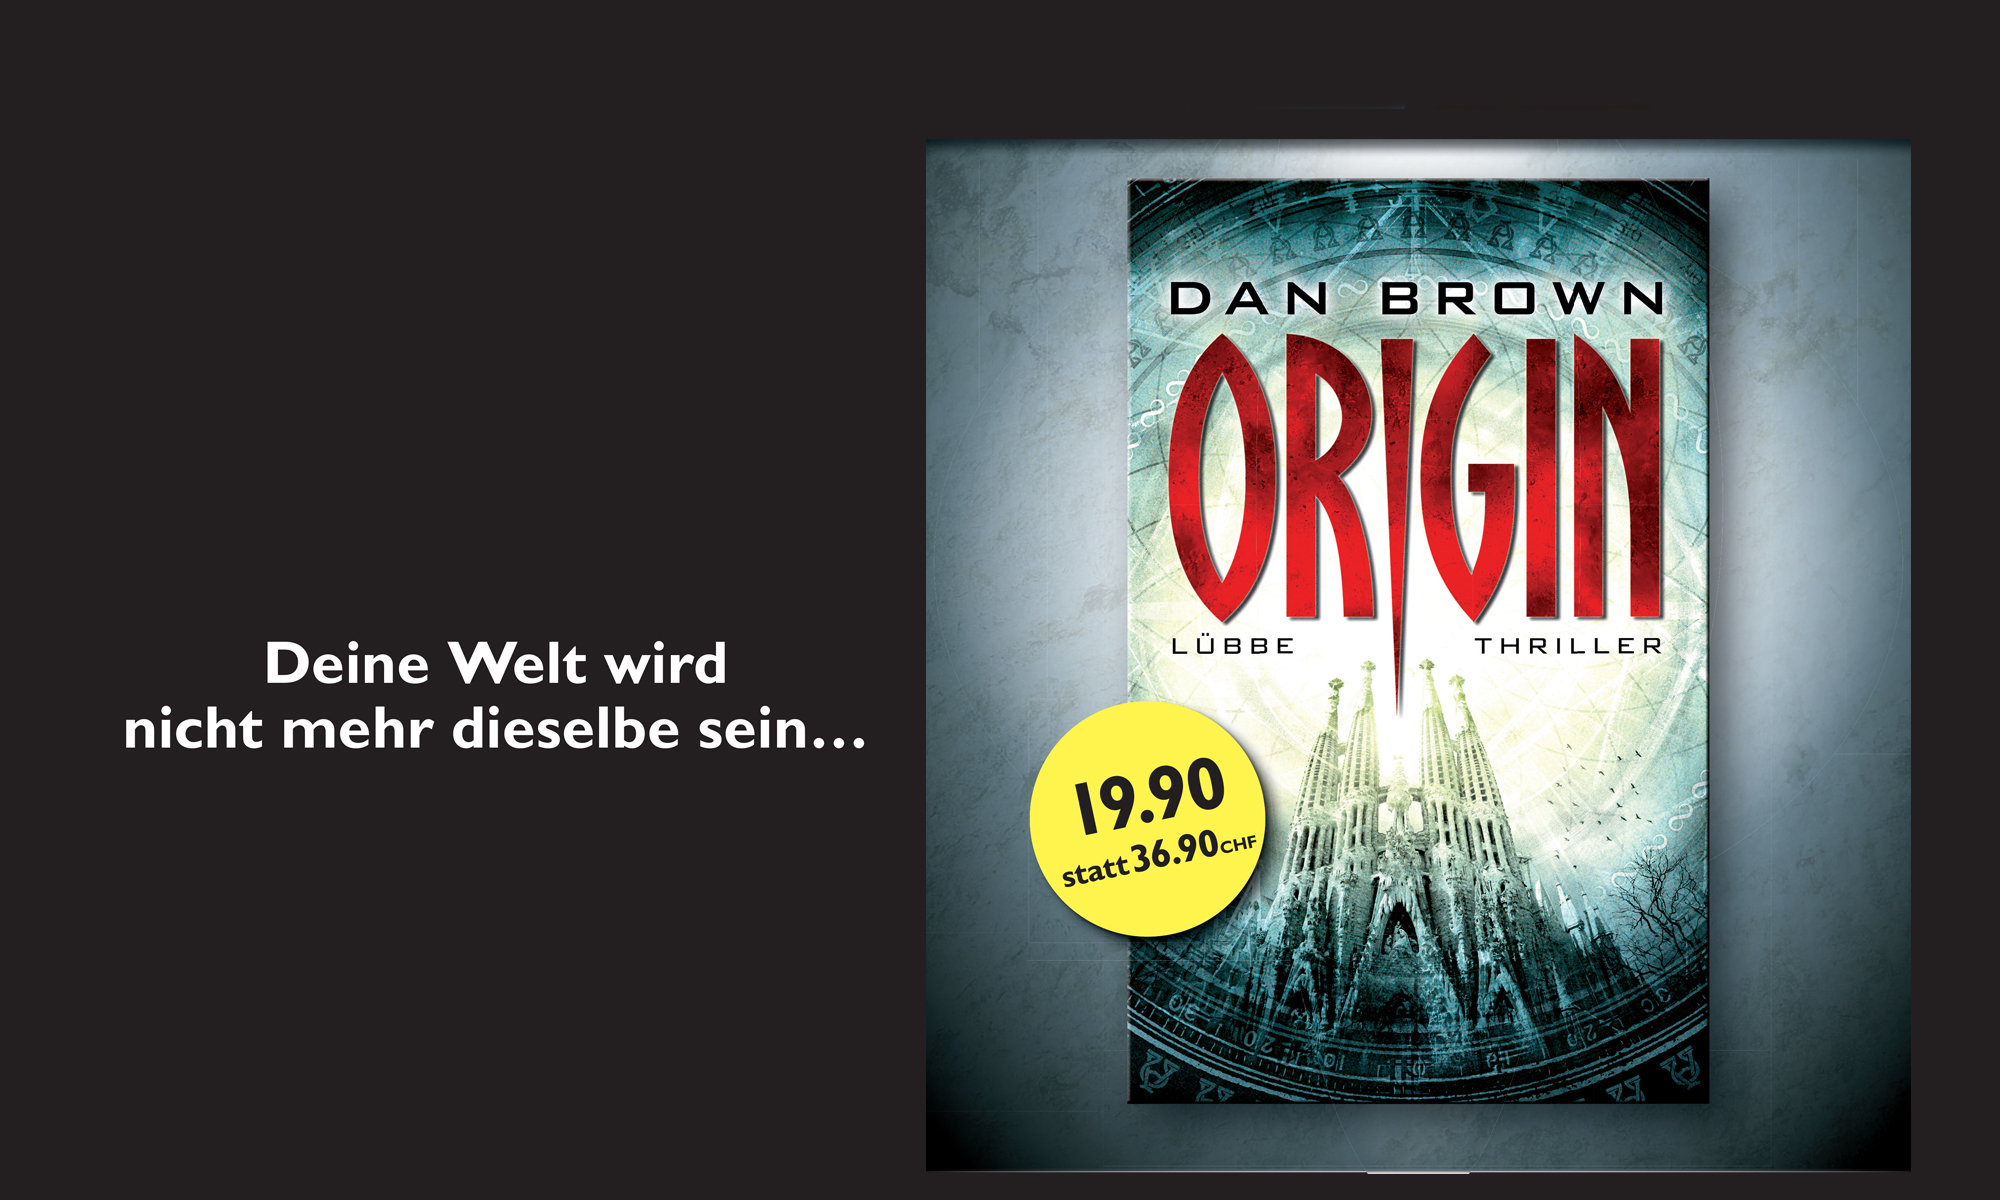 Deine Welt wird
nicht mehr dieselbe sein...
DAN BROWN
ORIGIN
LÜBBE THRILLER
19.90
statt 36.90 CHF